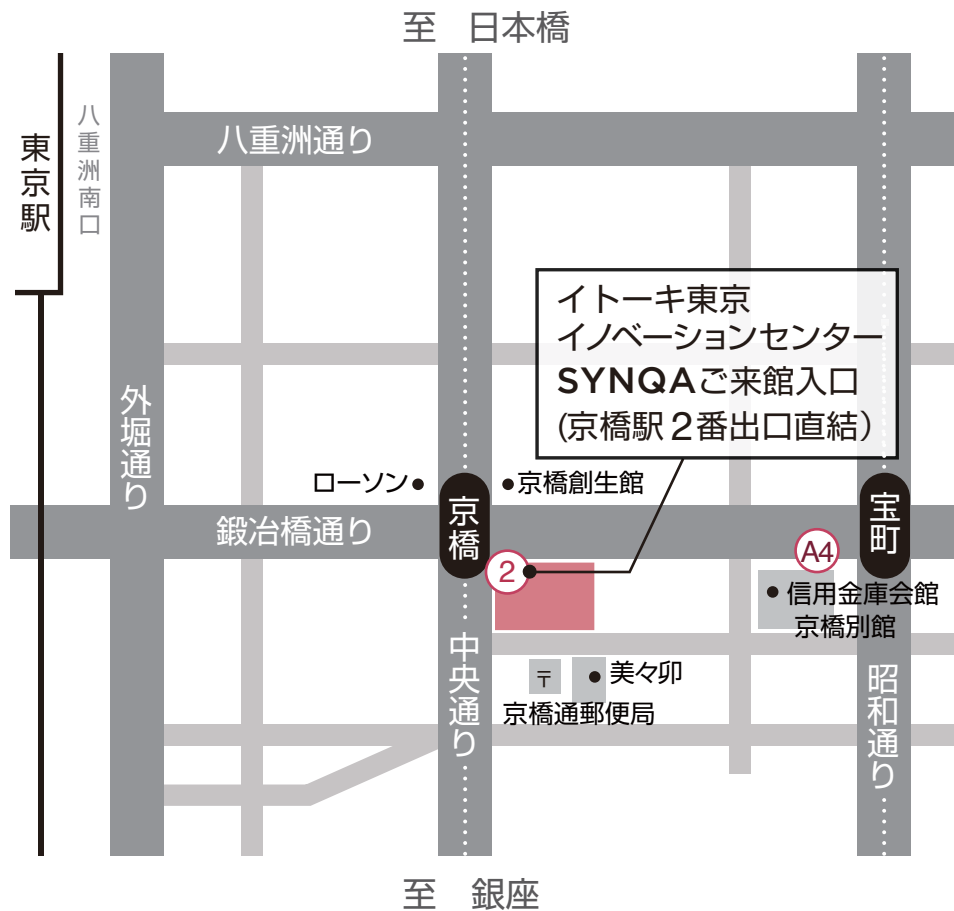 至　日本橋
八重洲南口
東京駅
八重洲通り
イトーキ東京
イノベーションセンター
SYNQAご来館入口
(京橋駅２番出口直結）
外堀通り
ローソン
京橋創生館
京橋
宝町
鍛冶橋通り
A4
2
信用金庫会館
京橋別館
中央通り
〒
美々卯
昭和通り
京橋通郵便局
至　銀座